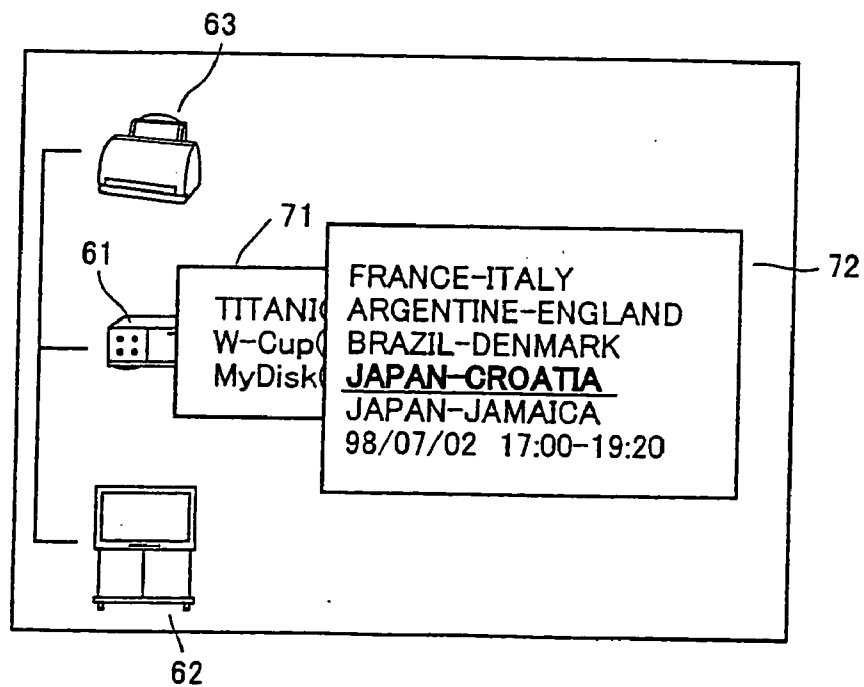 63
71
61
72
TITANIC
W-Cup(
MyDisk(
FRANCE-ITALY
ARGENTINE-ENGLAND
BRAZIL-DENMARK
JAPAN-CROATIA
JAPAN-JAMAICA
98/07/02 17:00-19:20
62